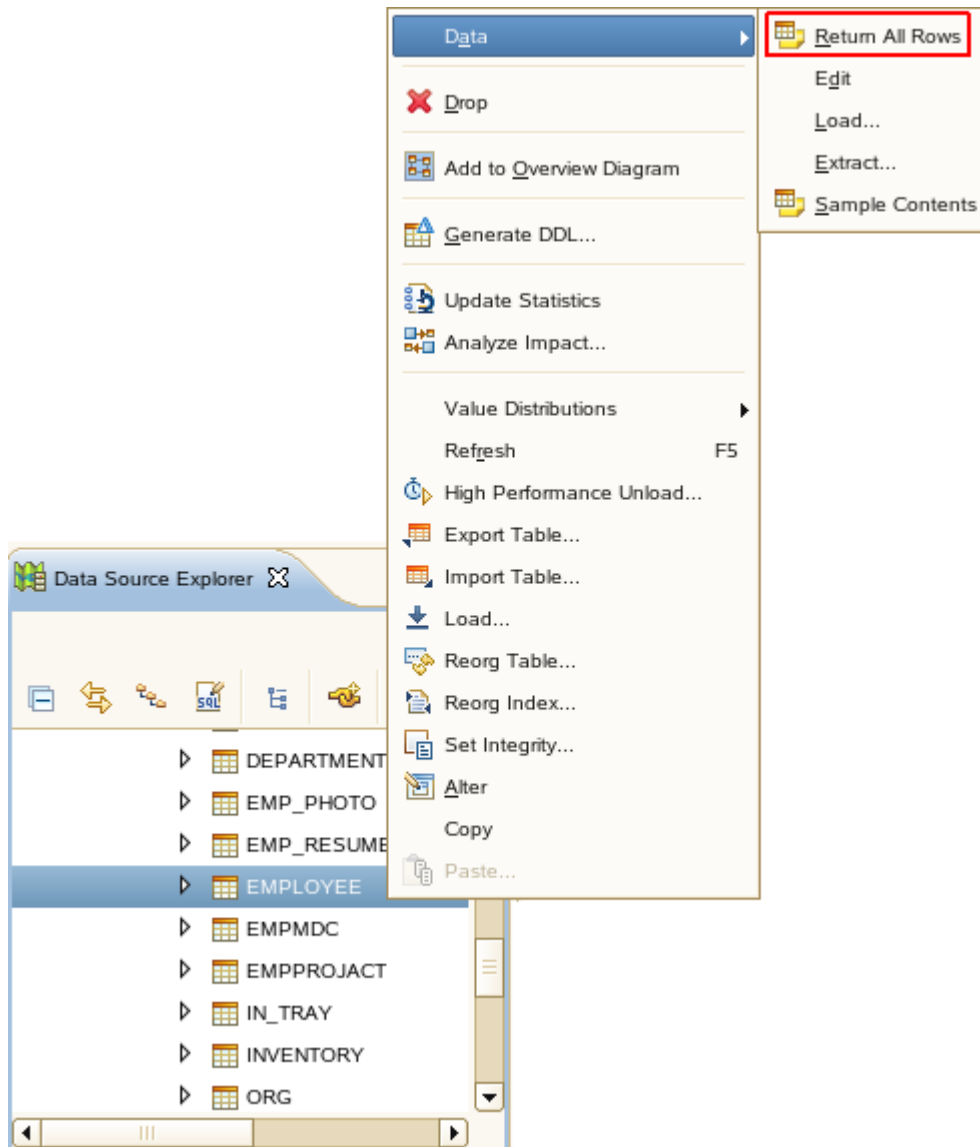 Data
Return All Rows
Edit
Load...
Extract...
Sample Contents
Drop
Add to Overview Diagram
Generate DDL...
Update Statistics
Analyze Impact...
Value Distributions
Refresh F5
High Performance Unload...
Export Table...
Import Table...
Load...
Reorg Table...
Reorg Index...
Set Integrity...
Alter
Copy
Paste...
Data Source Explorer
SQL
DEPARTMENT
EMP_PHOTO
EMP_RESUME
EMPLOYEE
EMPMDC
EMPPROJACT
IN_TRAY
INVENTORY
ORG